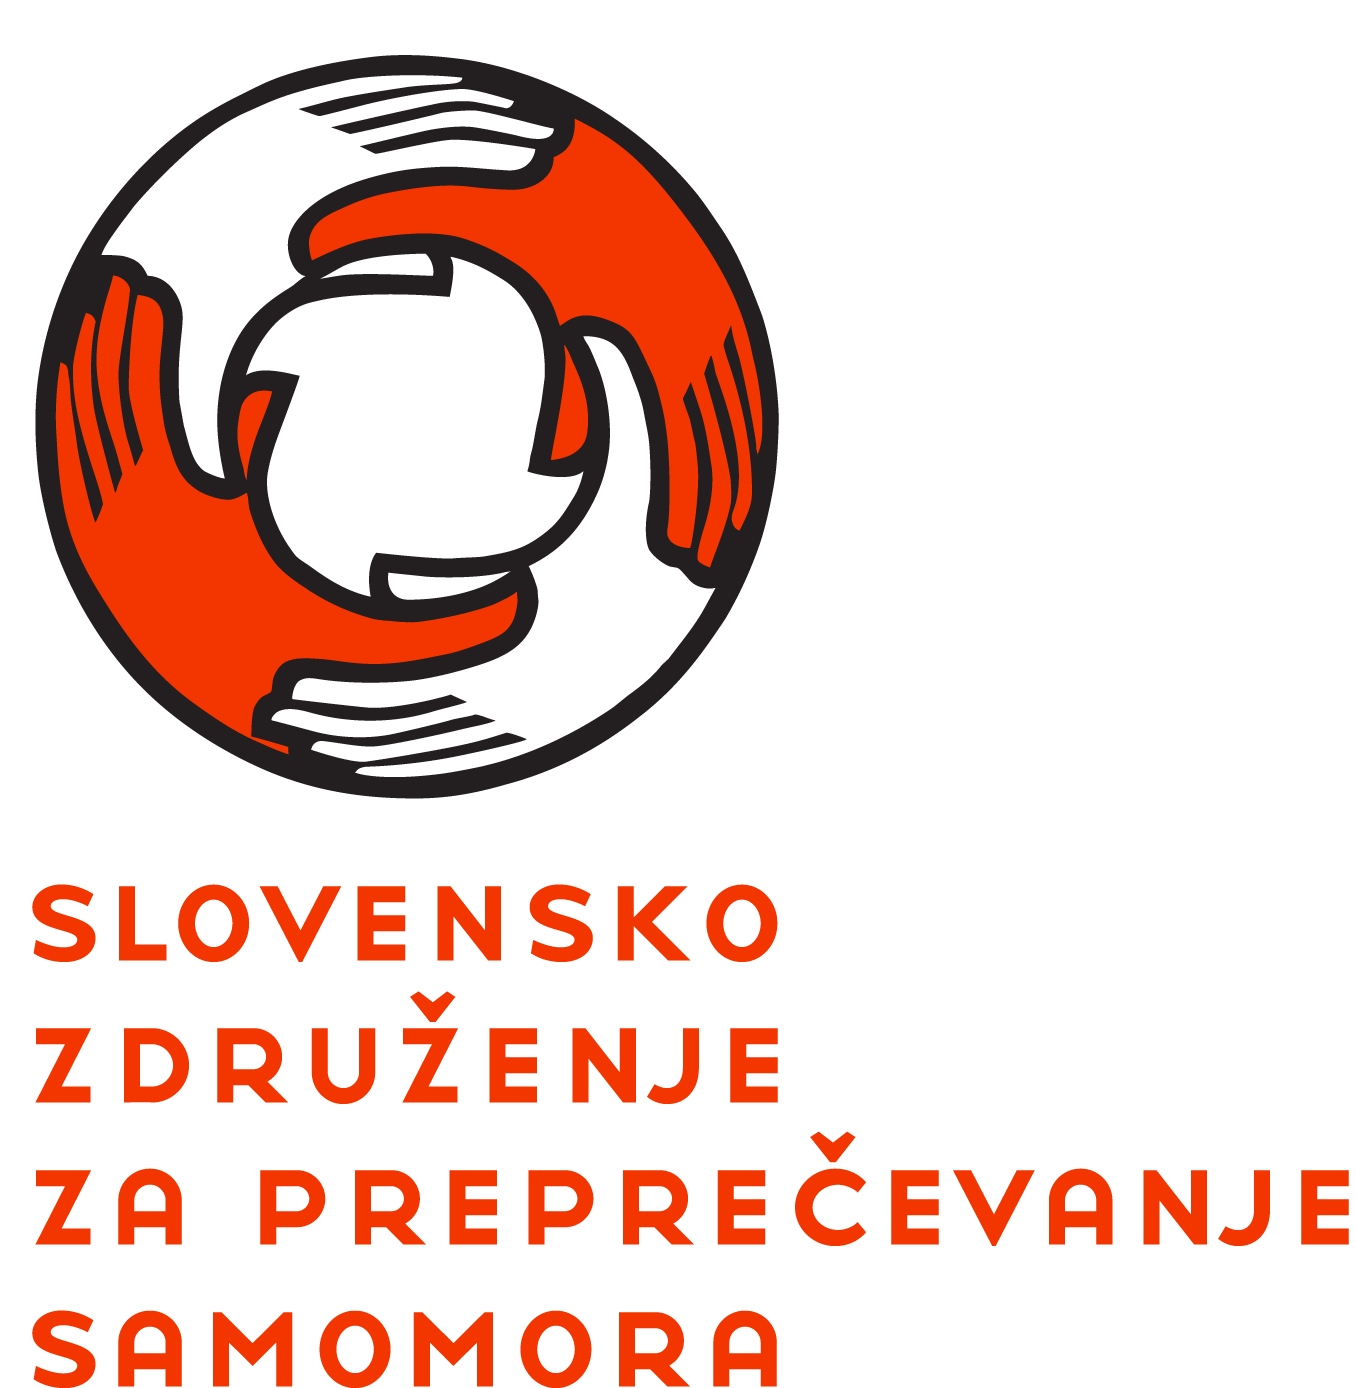 SLOVENSKO
ZDRUŽENJE
ZA PREPREČEVANJE
SAMOMORA